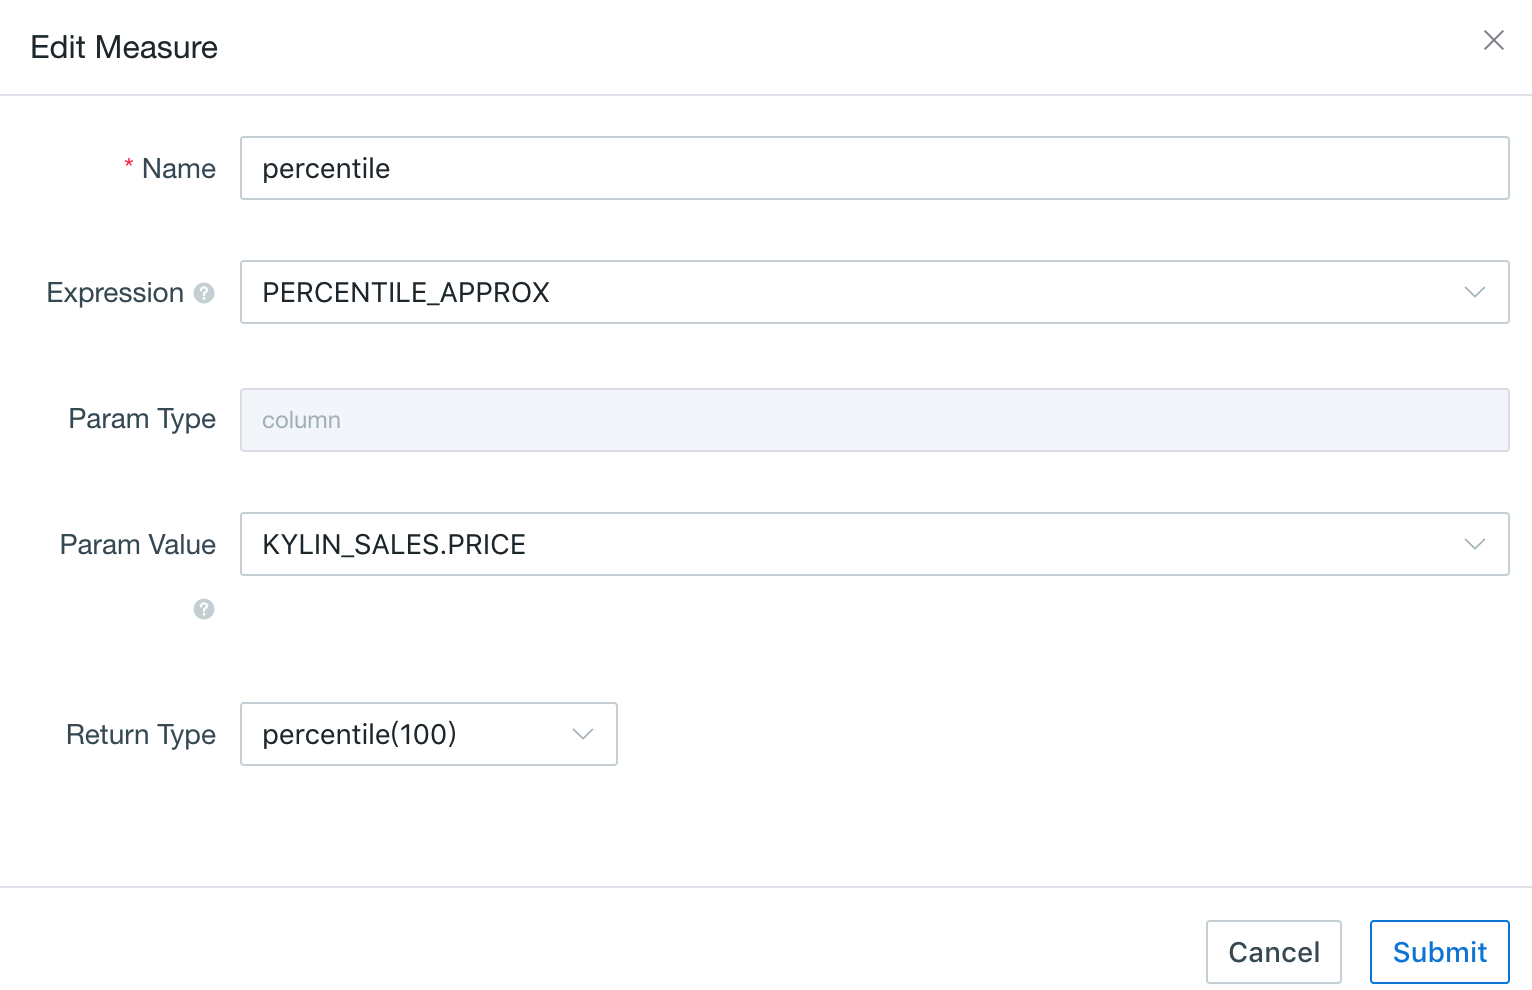 Edit Measure
* Name percentile
Expression ? PERCENTILE_APPROX
Param Type column
Param Value KYLIN_SALES.PRICE
?
Return Type percentile(100)
Cancel Submit